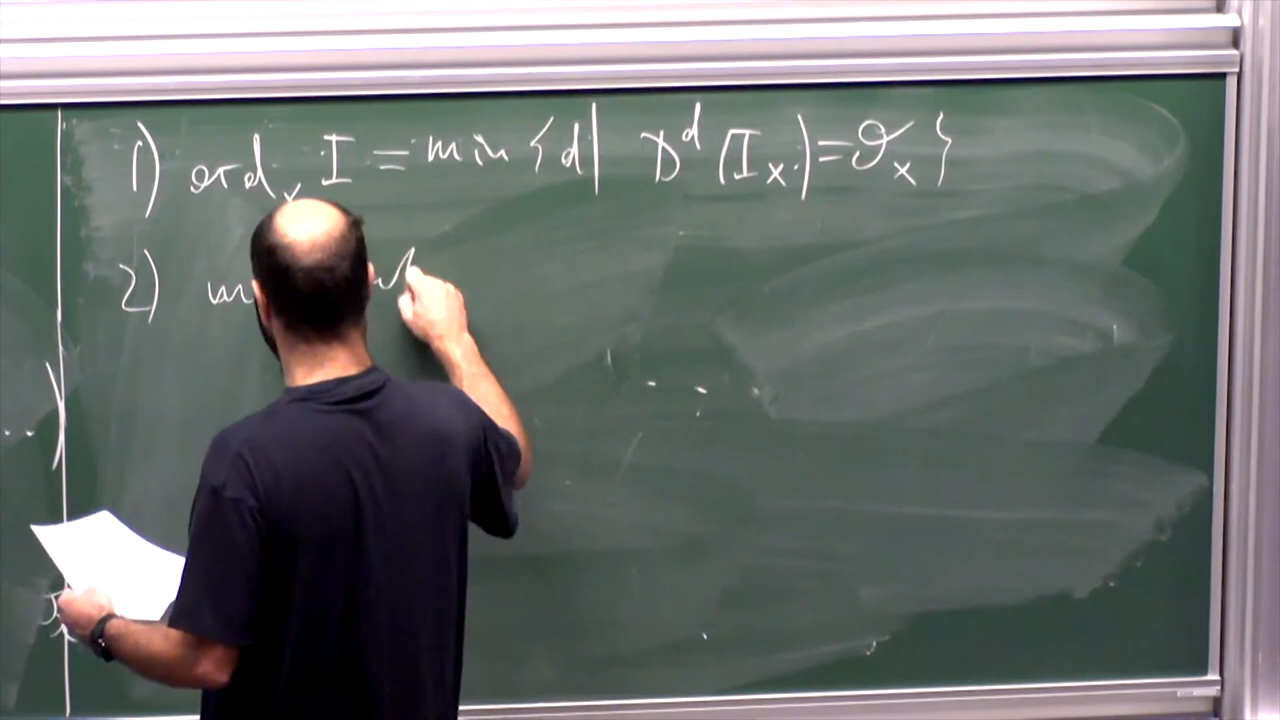 1) ord_x I = min {d | D^d (I_x) = O_x}
2)